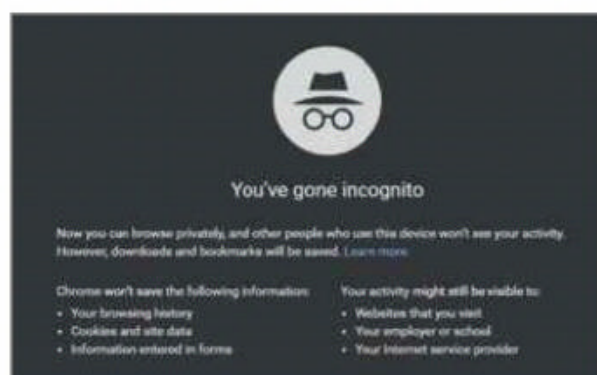 You've gone incognito
Now you can browse privately, and other people who use this device won't see your activity.
However, downloads and bookmarks will be saved. Learn more
Chrome won't save the following information:
• Your browsing history
• Cookies and site data
• Information entered in forms
Your activity might still be visible to:
• Websites that you visit
• Your employer or school
• Your Internet service provider